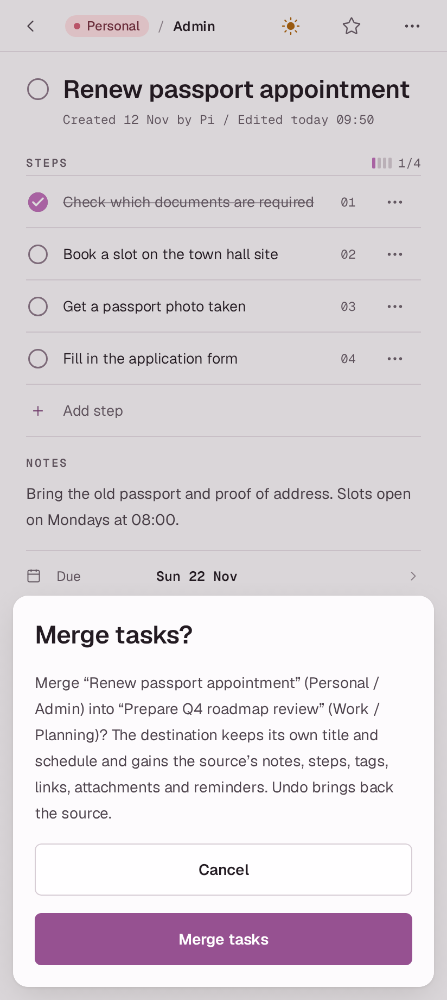 Personal / Admin
Renew passport appointment
Created 12 Nov by Pi / Edited today 09:50
STEPS 1/4
Check which documents are required 01
Book a slot on the town hall site 02
Get a passport photo taken 03
Fill in the application form 04
+ Add step
NOTES
Bring the old passport and proof of address. Slots open
on Mondays at 08:00.
Due Sun 22 Nov
Merge tasks?
Merge “Renew passport appointment” (Personal /
Admin) into “Prepare Q4 roadmap review” (Work /
Planning)? The destination keeps its own title and
schedule and gains the source’s notes, steps, tags,
links, attachments and reminders. Undo brings back
the source.
Cancel
Merge tasks